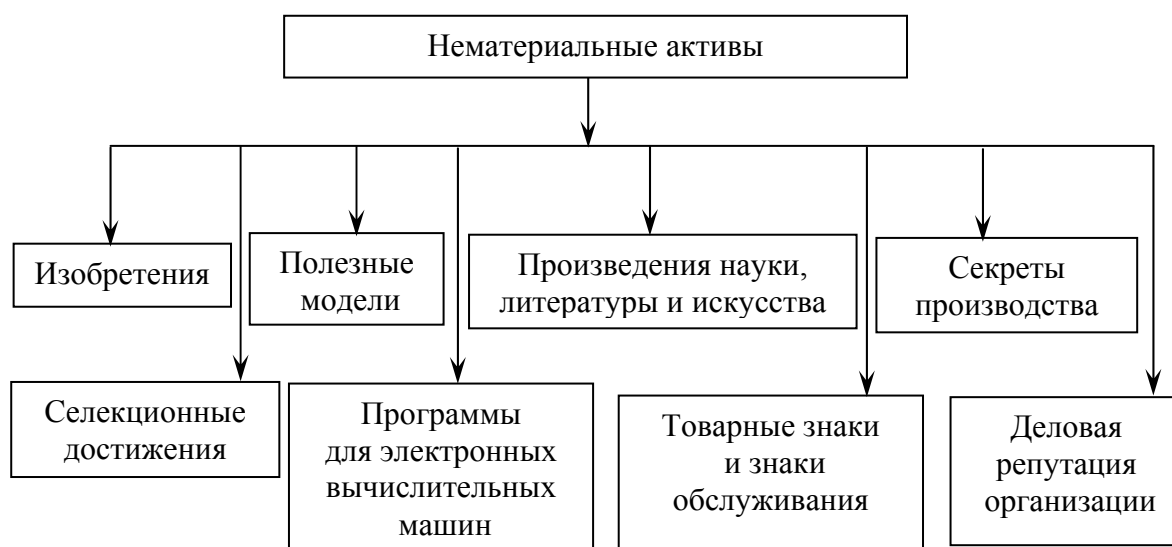 Нематериальные активы
Изобретения
Полезные
модели
Произведения науки,
литературы и искусства
Секреты
производства
Селекционные
достижения
Программы
для электронных
вычислительных
машин
Товарные знаки
и знаки
обслуживания
Деловая
репутация
организации